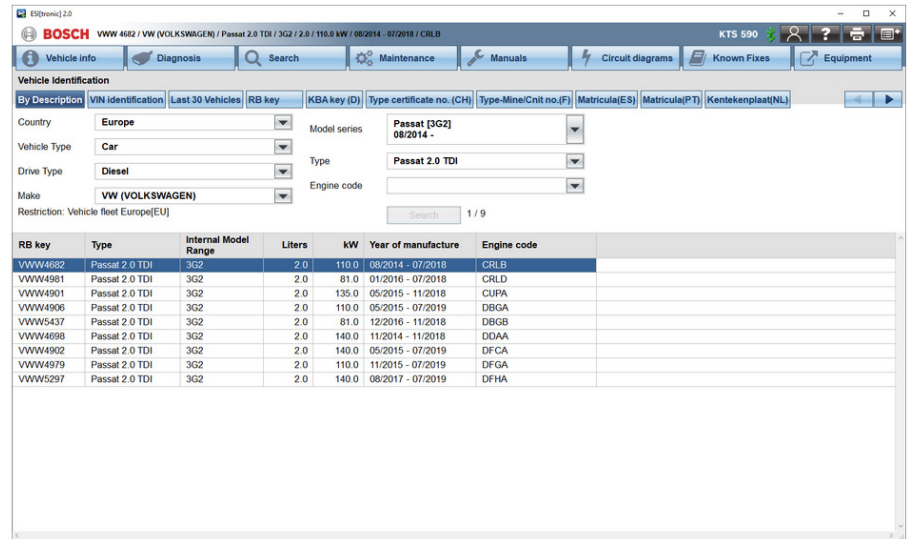 ESI[tronic] 2.0
BOSCH VWW 4682 / VW (VOLKSWAGEN) / Passat 2.0 TDI / 3G2 / 2.0 / 110.0 kW / 08/2014 - 07/2018 / CRLB KTS 590 ?
Vehicle info Diagnosis Search Maintenance Manuals Circuit diagrams Known Fixes Equipment
Vehicle Identification
By Description VIN identification Last 30 Vehicles RB key KBA key (D) Type certificate no. (CH) Type-Mine/Cnit no.(F) Matricula(ES) Matricula(PT) Kentekenplaat(NL)
Country Europe
Vehicle Type Car
Drive Type Diesel
Make VW (VOLKSWAGEN)
Restriction: Vehicle fleet Europe[EU]
Model series Passat [3G2]
08/2014 -
Type Passat 2.0 TDI
Engine code
Search 1 / 9
RB key Type Internal Model Range Liters kW Year of manufacture Engine code
VWW4682 Passat 2.0 TDI 3G2 2.0 110.0 08/2014 - 07/2018 CRLB
VWW4981 Passat 2.0 TDI 3G2 2.0 81.0 01/2016 - 07/2018 CRLD
VWW4901 Passat 2.0 TDI 3G2 2.0 135.0 05/2015 - 11/2018 CUPA
VWW4906 Passat 2.0 TDI 3G2 2.0 110.0 05/2015 - 07/2019 DBGA
VWW5437 Passat 2.0 TDI 3G2 2.0 81.0 12/2016 - 11/2018 DBGB
VWW4698 Passat 2.0 TDI 3G2 2.0 140.0 11/2014 - 11/2018 DDAA
VWW4902 Passat 2.0 TDI 3G2 2.0 140.0 05/2015 - 07/2019 DFCA
VWW4979 Passat 2.0 TDI 3G2 2.0 110.0 11/2015 - 07/2019 DFGA
VWW5297 Passat 2.0 TDI 3G2 2.0 140.0 08/2017 - 07/2019 DFHA